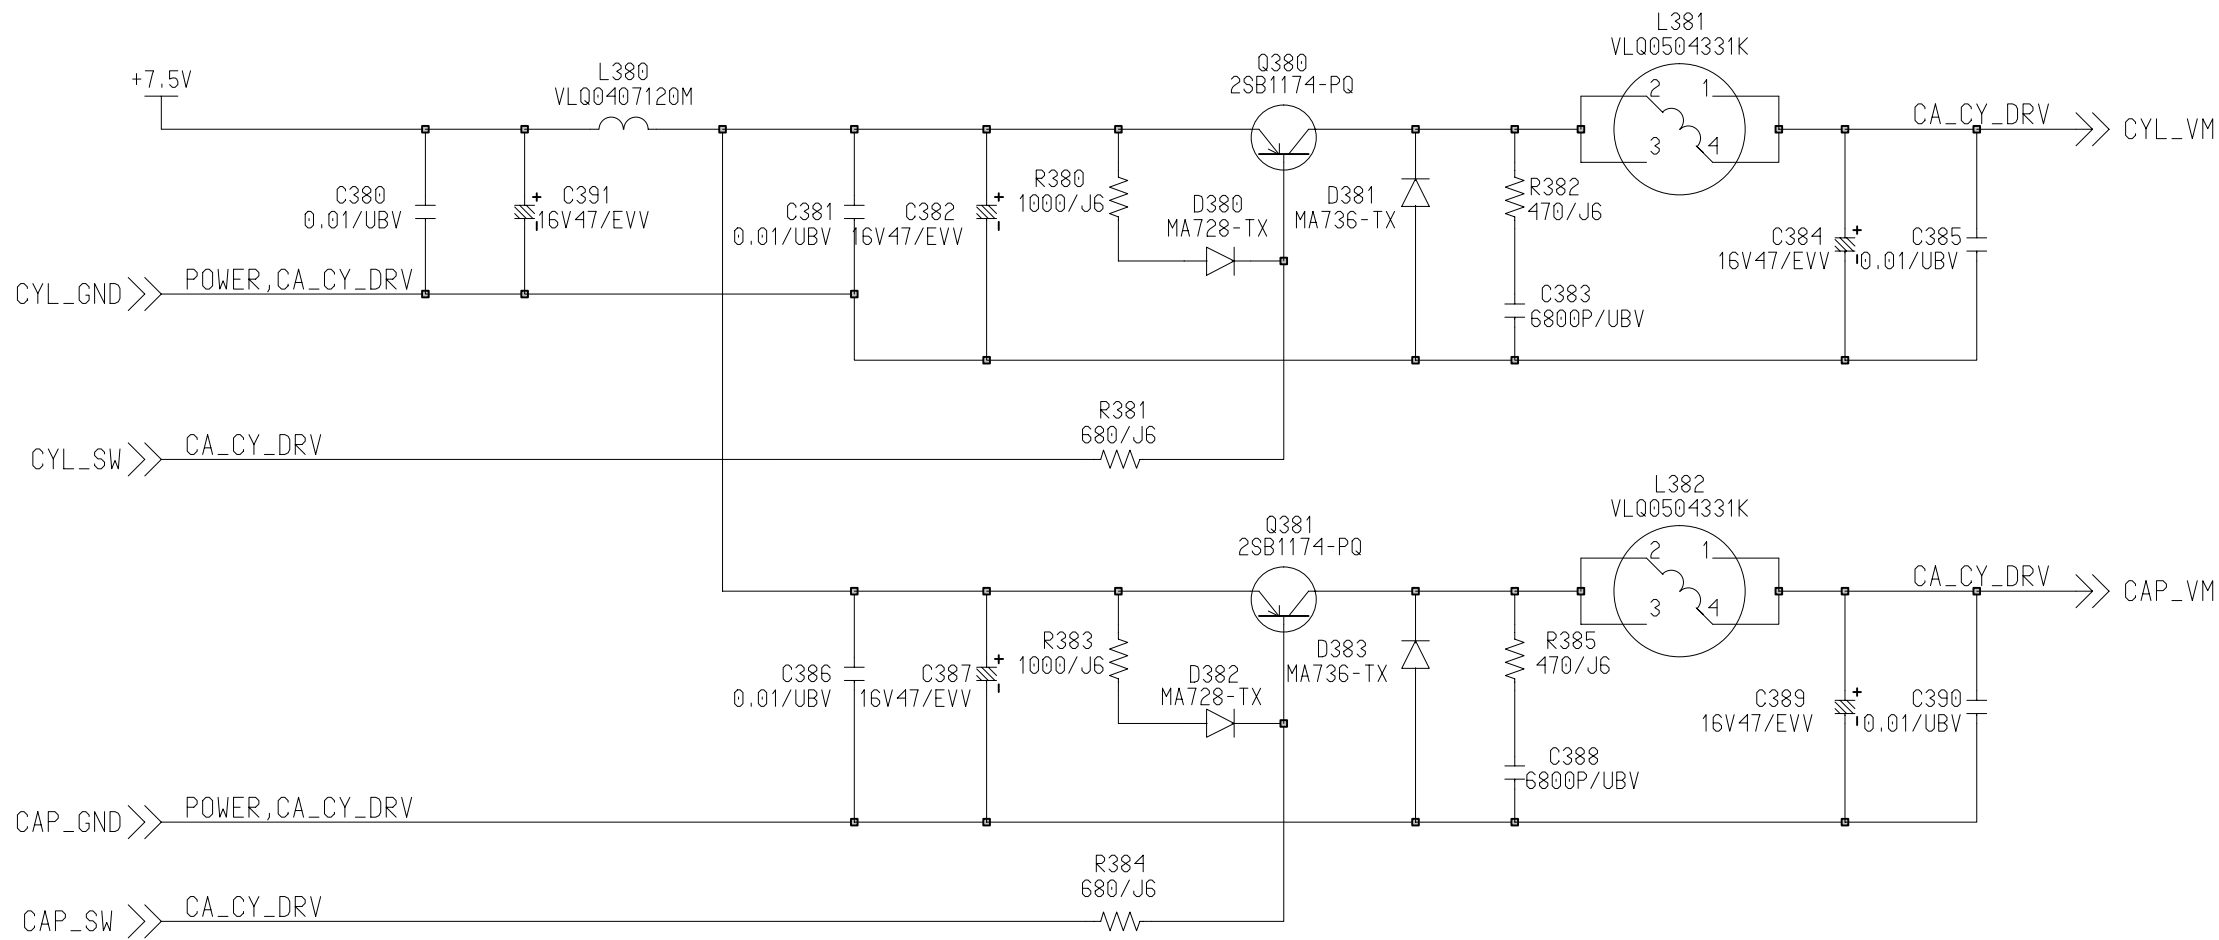 L381
VLQ0504331K
Q380
2SB1174-PQ
L380
VLQ0407120M
+7.5V
2 1
3 4
CA_CY_DRV
CYL_VM
C380
0.01/UBV
+
C391
16V47/EVV
-
C381
0.01/UBV
C382
16V47/EVV
+
-
R380
1000/J6
D380
MA728-TX
D381
MA736-TX
R382
470/J6
C383
6800P/UBV
C384
16V47/EVV
+
-
C385
0.01/UBV
CYL_GND
POWER,CA_CY_DRV
CYL_SW
CA_CY_DRV
R381
680/J6
L382
VLQ0504331K
Q381
2SB1174-PQ
2 1
3 4
CA_CY_DRV
CAP_VM
C386
0.01/UBV
C387
16V47/EVV
+
-
R383
1000/J6
D382
MA728-TX
D383
MA736-TX
R385
470/J6
C388
6800P/UBV
C389
16V47/EVV
+
-
C390
0.01/UBV
CAP_GND
POWER,CA_CY_DRV
R384
680/J6
CAP_SW
CA_CY_DRV